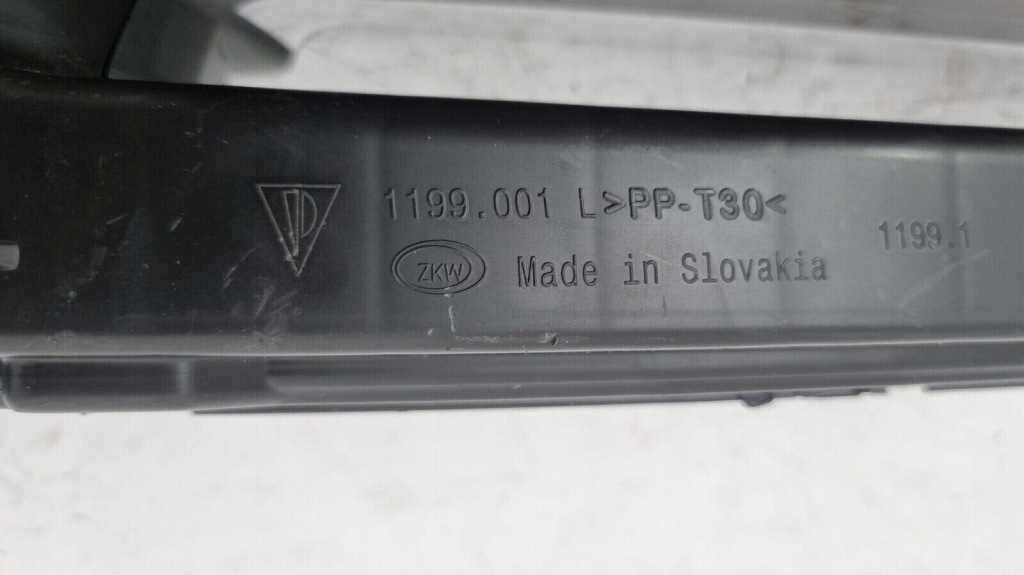 1199.001 L>PP-T30<
1199.1
ZKW Made in Slovakia